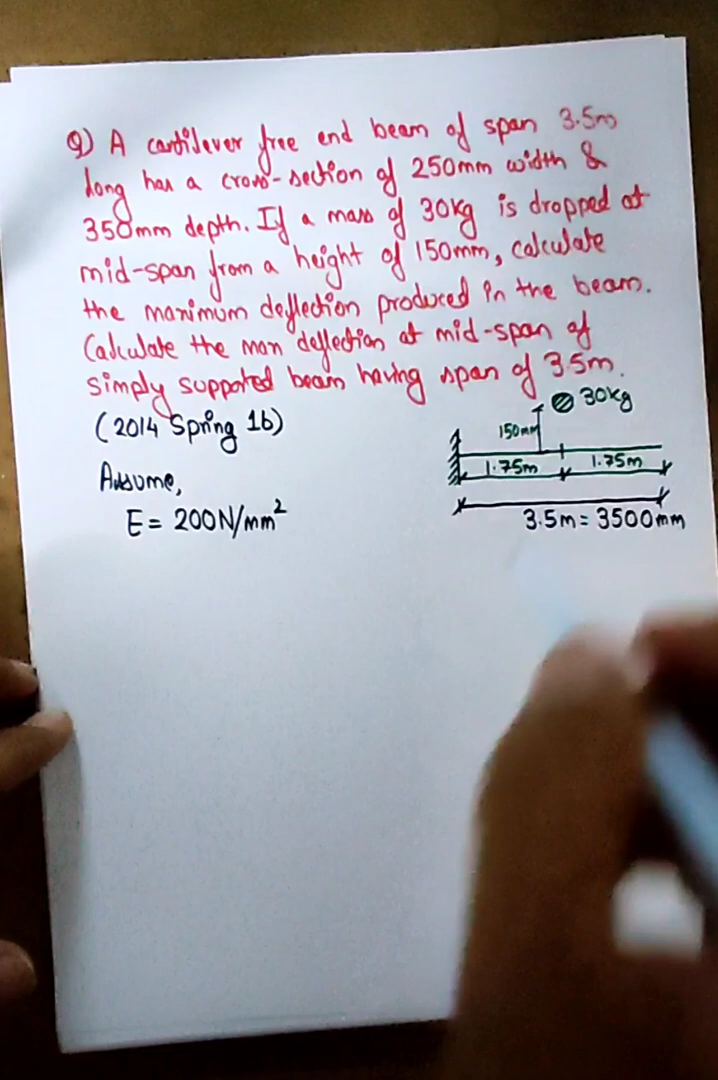 Q) A cantilever free end beam of span 3.5m
long has a cross-section of 250mm width &
350mm depth. If a mass of 30kg is dropped at
mid-span from a height of 150mm, calculate
the maximum deflection produced in the beam.
Calculate the max deflection at mid-span of
simply supported beam having span of 3.5m.
(2014 Spring 1b)
30kg
150mm
1.75m 1.75m
3.5m = 3500mm
Assume,
E = 200N/mm²